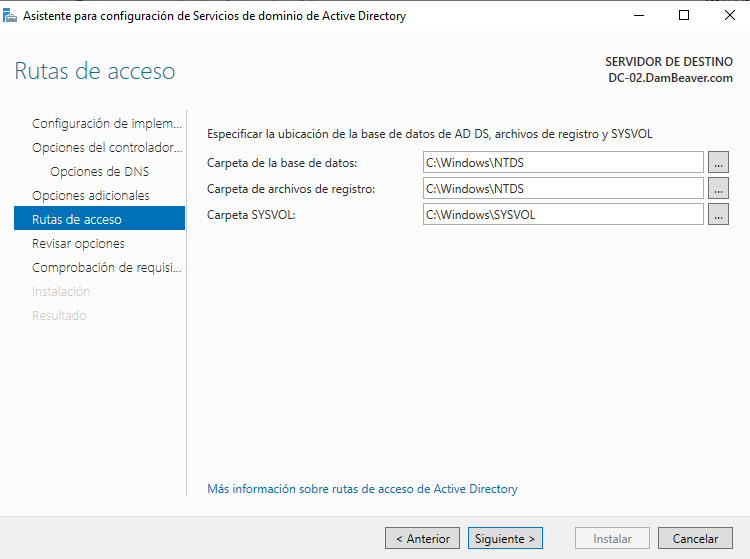 Asistente para configuración de Servicios de dominio de Active Directory
Rutas de acceso
SERVIDOR DE DESTINO
DC-02.DamBeaver.com
Configuración de implem...
Opciones del controlador...
Opciones de DNS
Opciones adicionales
Rutas de acceso
Revisar opciones
Comprobación de requisi...
Instalación
Resultado
Especificar la ubicación de la base de datos de AD DS, archivos de registro y SYSVOL
Carpeta de la base de datos: C:\Windows\NTDS ...
Carpeta de archivos de registro: C:\Windows\NTDS ...
Carpeta SYSVOL: C:\Windows\SYSVOL ...
Más información sobre rutas de acceso de Active Directory
< Anterior Siguiente > Instalar Cancelar